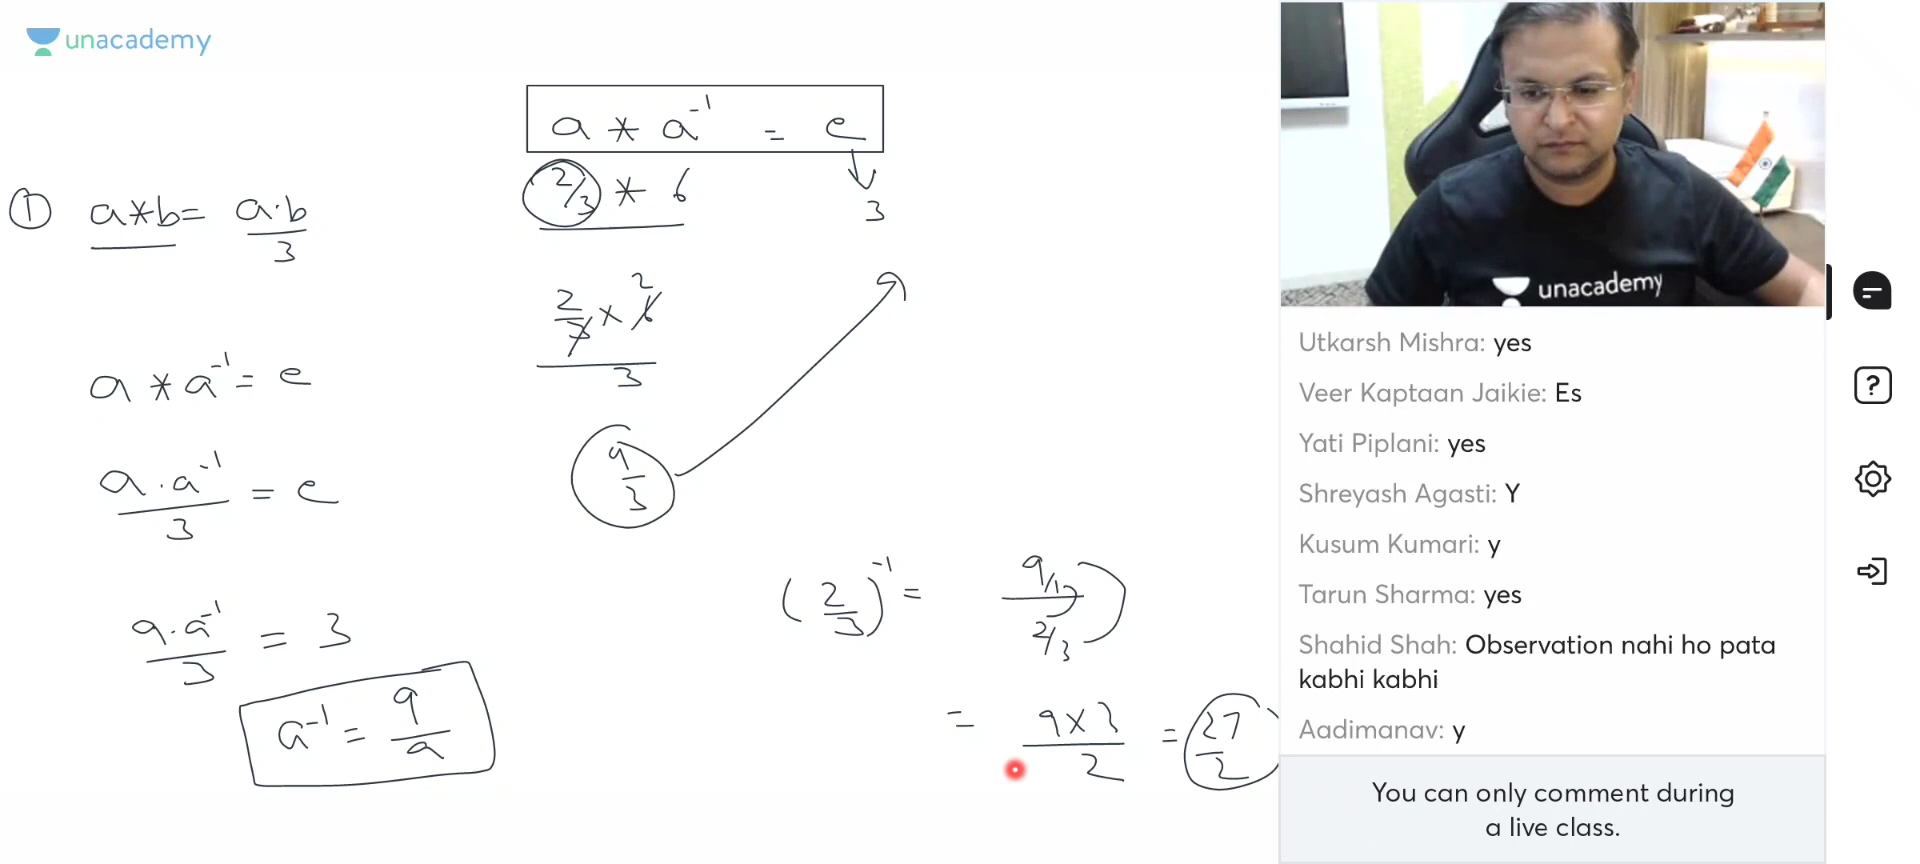 unacademy
a * a⁻¹ = e
2/3 * 6
3
① a*b = a·b/3
2/3 × 6 2
3
a * a⁻¹ = e
9/3
a · a⁻¹/3 = e
(2/3)⁻¹ =
2/3
a·a⁻¹/3 = 3
a⁻¹ = 9/a
= 9×3/2 = 27/2
unacademy
Utkarsh Mishra: yes
Veer Kaptaan Jaikie: Es
Yati Piplani: yes
Shreyash Agasti: Y
Kusum Kumari: y
Tarun Sharma: yes
Shahid Shah: Observation nahi ho pata
kabhi kabhi
Aadimanav: y
You can only comment during
a live class.